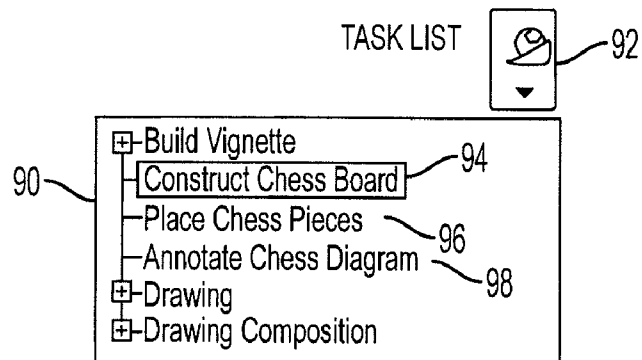 TASK LIST
92
Build Vignette
94
Construct Chess Board
90
Place Chess Pieces
96
Annotate Chess Diagram
98
Drawing
Drawing Composition